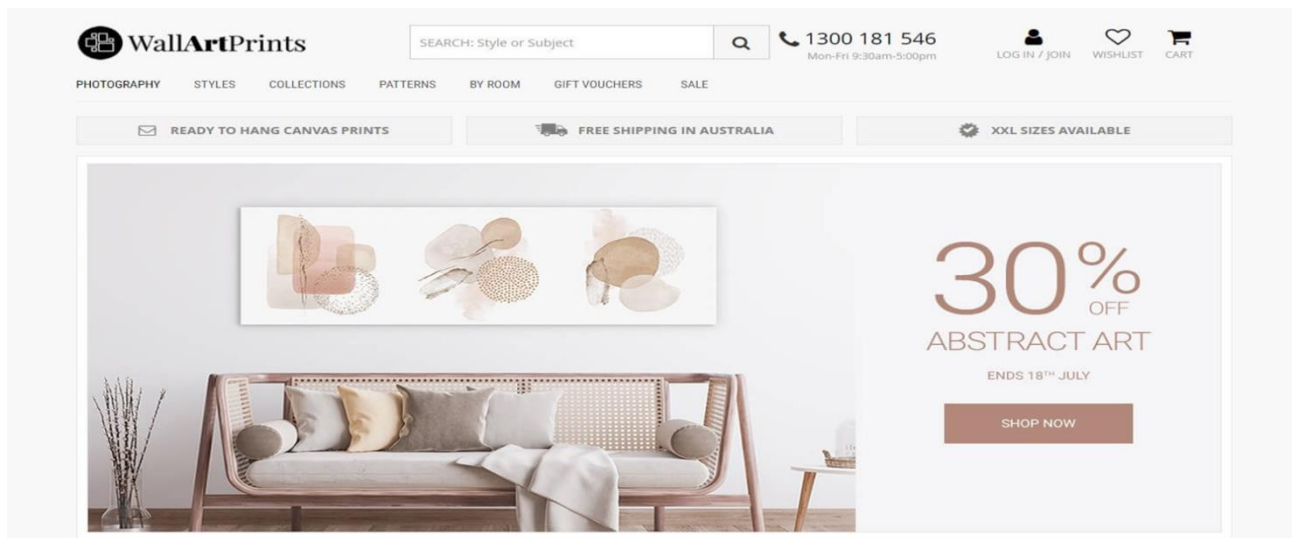 WallArtPrints
SEARCH: Style or Subject
1300 181 546
Mon-Fri 9:30am-5:00pm
LOG IN / JOIN
WISHLIST
CART
PHOTOGRAPHY STYLES COLLECTIONS PATTERNS BY ROOM GIFT VOUCHERS SALE
READY TO HANG CANVAS PRINTS
FREE SHIPPING IN AUSTRALIA
XXL SIZES AVAILABLE
30%
OFF
ABSTRACT ART
ENDS 18TH JULY
SHOP NOW